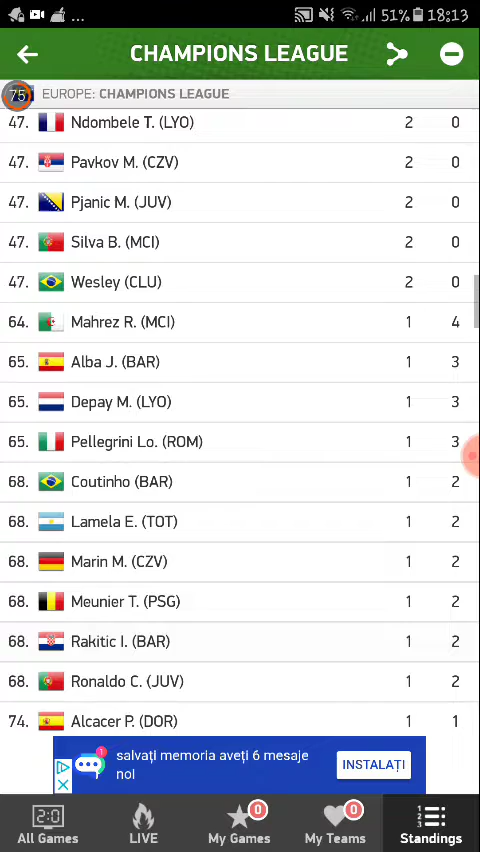 ... 51% 18:13
CHAMPIONS LEAGUE
75 EUROPE: CHAMPIONS LEAGUE
47. Ndombele T. (LYO) 2 0
47. Pavkov M. (CZV) 2 0
47. Pjanic M. (JUV) 2 0
47. Silva B. (MCI) 2 0
47. Wesley (CLU) 2 0
64. Mahrez R. (MCI) 1 4
65. Alba J. (BAR) 1 3
65. Depay M. (LYO) 1 3
65. Pellegrini Lo. (ROM) 1 3
68. Coutinho (BAR) 1 2
68. Lamela E. (TOT) 1 2
68. Marin M. (CZV) 1 2
68. Meunier T. (PSG) 1 2
68. Rakitic I. (BAR) 1 2
68. Ronaldo C. (JUV) 1 2
74. Alcacer P. (DOR) 1 1
1
salvați memoria aveți 6 mesaje
noi
INSTALAȚI
2:0 0 0 1 2 3
All Games LIVE My Games My Teams Standings